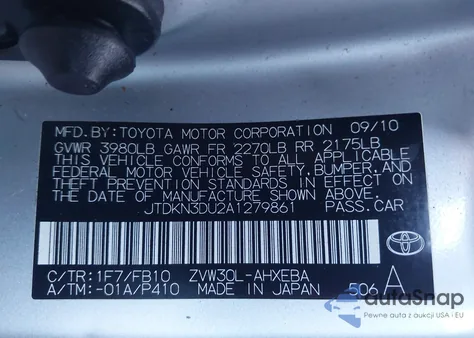 MFD. BY: TOYOTA MOTOR CORPORATION 09/10
GVWR 3980LB GAWR FR 2270LB RR 2175LB
THIS VEHICLE CONFORMS TO ALL APPLICABLE
FEDERAL MOTOR VEHICLE SAFETY, BUMPER, AND
THEFT PREVENTION STANDARDS IN EFFECT ON
THE DATE OF MANUFACTURE SHOWN ABOVE.
JTDKN3DU2A1279861 PASS. CAR
C/TR: 1F7/FB10 ZVW30L-AHXEBA
A/TM: -01A/P410 MADE IN JAPAN 506 A
autaSnap
Pewne auta z aukcji USA i EU